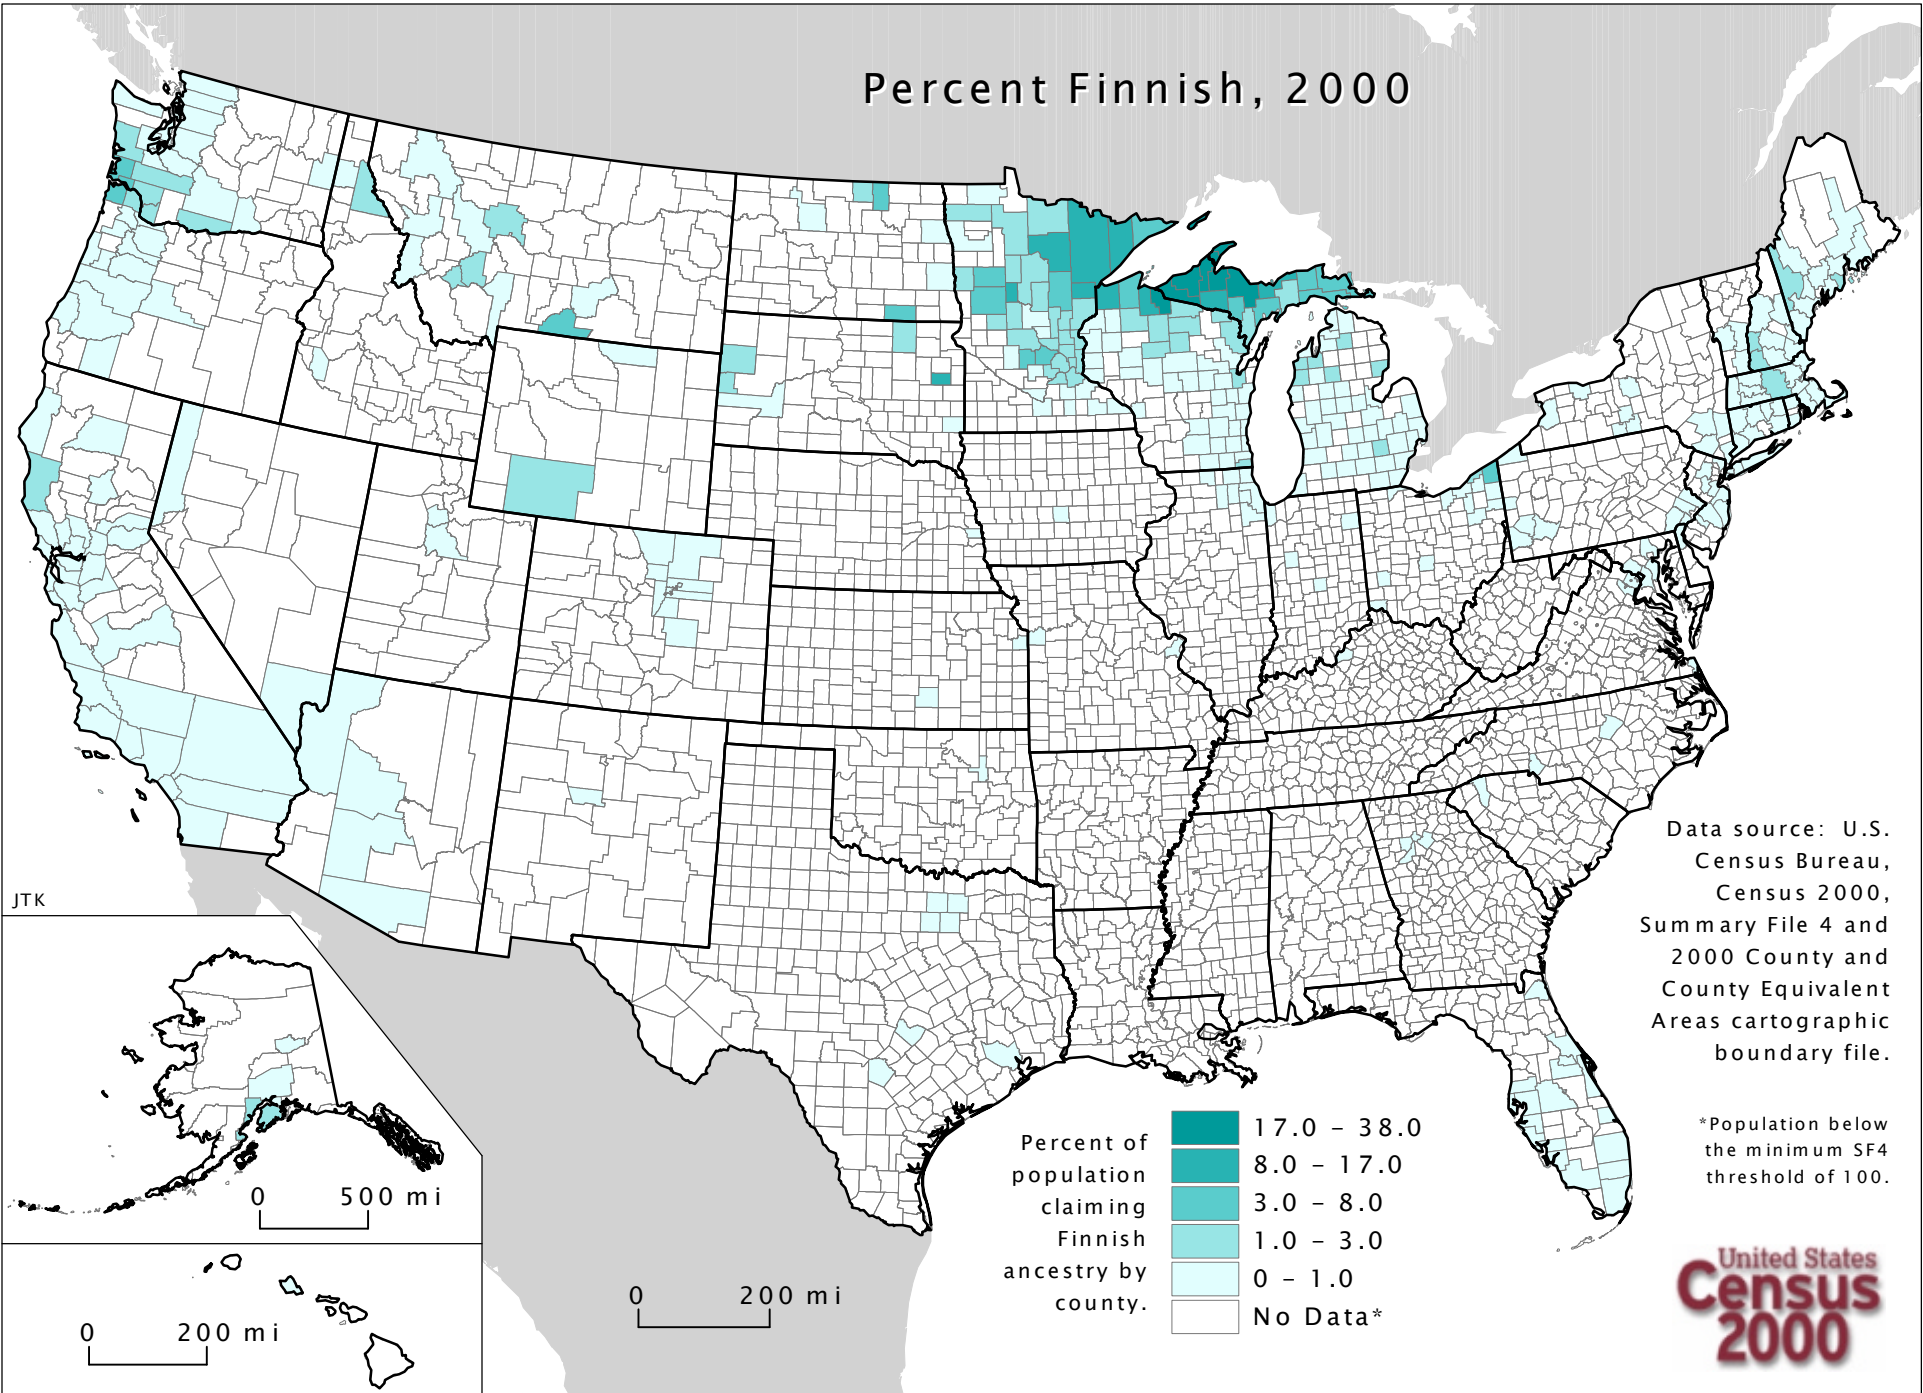 Percent Finnish, 2000
Data source: U.S.
Census Bureau,
Census 2000,
Summary File 4 and
2000 County and
County Equivalent
Areas cartographic
boundary file.
*Population below
the minimum SF4
threshold of 100.
JTK
0 500 mi
0 200 mi
0 200 mi
Percent of
population
claiming
Finnish
ancestry by
county.
17.0 – 38.0
8.0 – 17.0
3.0 – 8.0
1.0 – 3.0
0 – 1.0
No Data*
United States
Census
2000